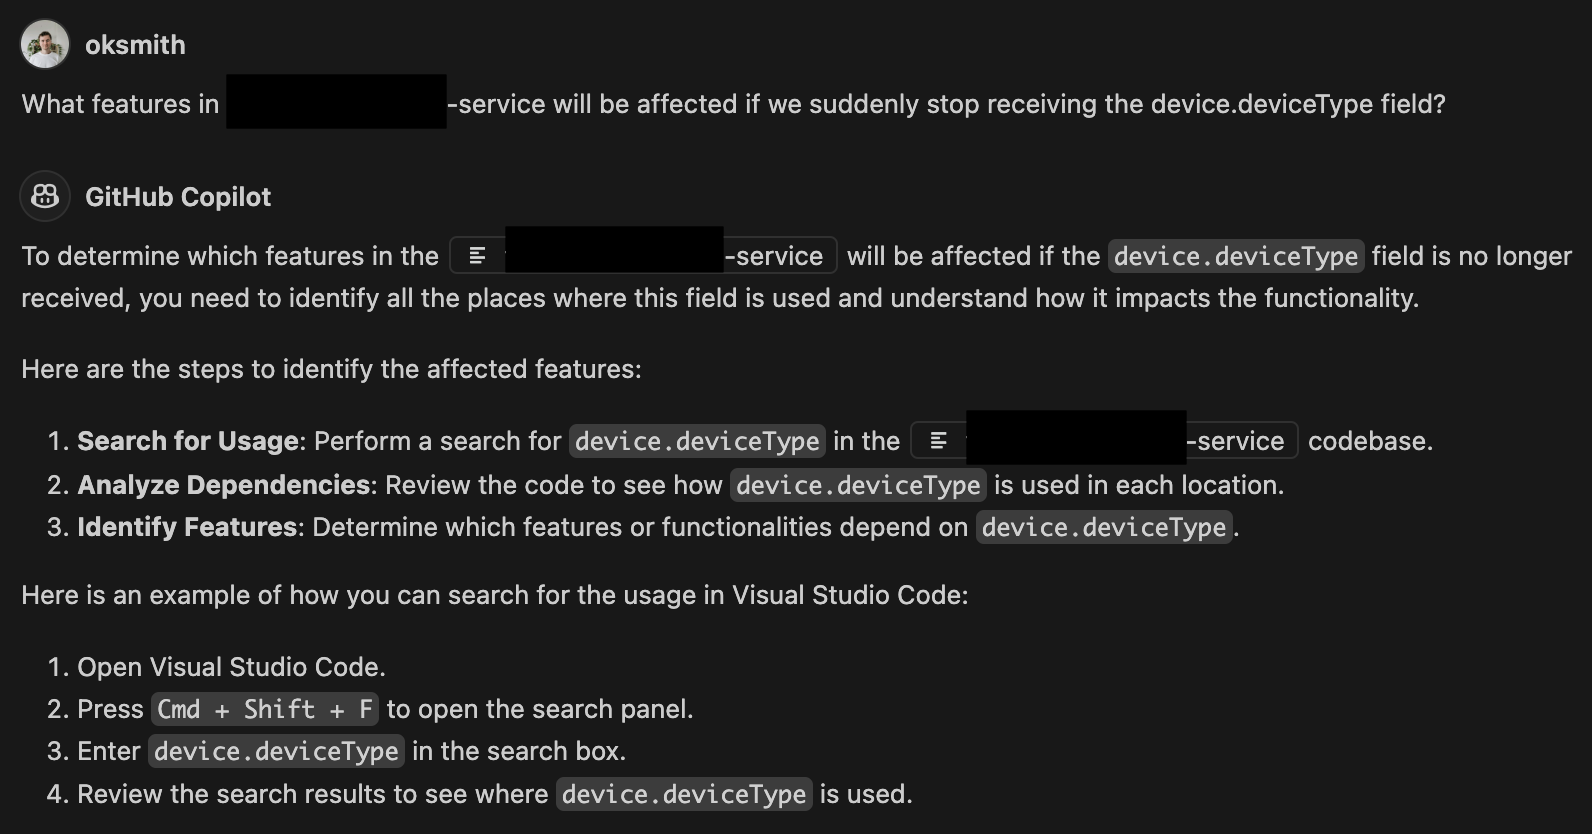 oksmith
What features in -service will be affected if we suddenly stop receiving the device.deviceType field?
GitHub Copilot
To determine which features in the -service will be affected if the device.deviceType field is no longer
received, you need to identify all the places where this field is used and understand how it impacts the functionality.
Here are the steps to identify the affected features:
1. Search for Usage: Perform a search for device.deviceType in the -service codebase.
2. Analyze Dependencies: Review the code to see how device.deviceType is used in each location.
3. Identify Features: Determine which features or functionalities depend on device.deviceType.
Here is an example of how you can search for the usage in Visual Studio Code:
1. Open Visual Studio Code.
2. Press Cmd + Shift + F to open the search panel.
3. Enter device.deviceType in the search box.
4. Review the search results to see where device.deviceType is used.